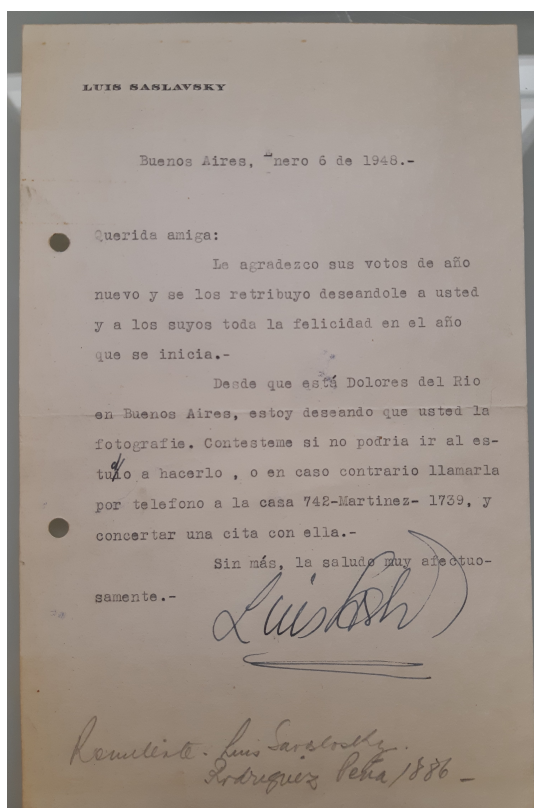 LUIS SASLAVSKY
Buenos Aires, Enero 6 de 1948.-
Querida amiga:
Le agradezco sus votos de año
nuevo y se los retribuyo deseandole a usted
y a los suyos toda la felicidad en el año
que se inicia.-
Desde que está Dolores del Rio
en Buenos Aires, estoy deseando que usted la
fotografie. Contesteme si no podria ir al es-
tudio a hacerlo , o en caso contrario llamarla
por telefono a la casa 742-Martinez- 1739, y
concertar una cita con ella.-
Sin más, la saludo muy afectuo-
samente.-
Luis
Remitente. Luis Saslavsky.
Rodriguez Peña 1886 -